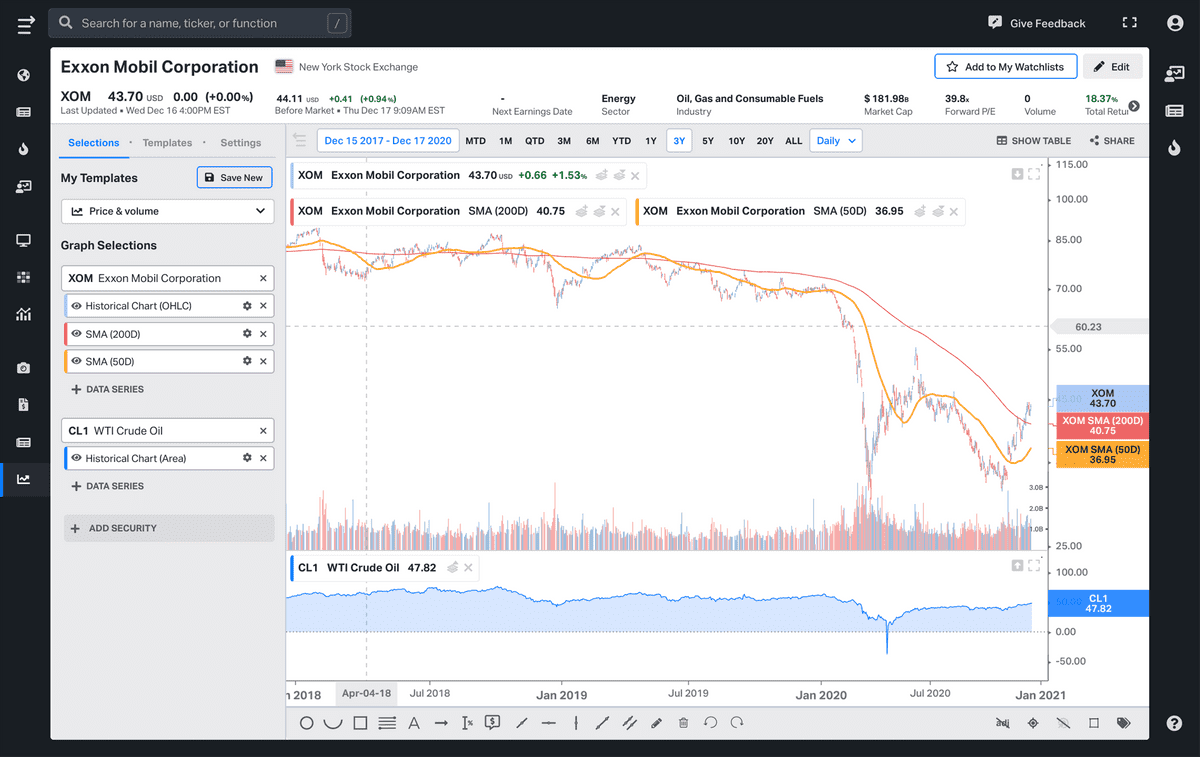 Search for a name, ticker, or function /
Give Feedback
Exxon Mobil Corporation New York Stock Exchange
Add to My Watchlists Edit
XOM 43.70 USD 0.00 (+0.00%)
Last Updated • Wed Dec 16 4:00PM EST
44.11 USD +0.41 (+0.94%)
Before Market • Thu Dec 17 9:09AM EST
-
Next Earnings Date
Energy
Sector
Oil, Gas and Consumable Fuels
Industry
$ 181.98B
Market Cap
39.8x
Forward P/E
0
Volume
18.37%
Total Retur
Selections • Templates • Settings
Dec 15 2017 - Dec 17 2020 MTD 1M QTD 3M 6M YTD 1Y 3Y 5Y 10Y 20Y ALL Daily SHOW TABLE SHARE
My Templates Save New
Price & volume
Graph Selections
XOM Exxon Mobil Corporation
Historical Chart (OHLC)
SMA (200D)
SMA (50D)
+ DATA SERIES
CL1 WTI Crude Oil
Historical Chart (Area)
+ DATA SERIES
+ ADD SECURITY
XOM Exxon Mobil Corporation 43.70 USD +0.66 +1.53%
XOM Exxon Mobil Corporation SMA (200D) 40.75
XOM Exxon Mobil Corporation SMA (50D) 36.95
115.00
100.00
85.00
70.00
60.23
55.00
45.00
XOM
43.70
XOM SMA (200D)
40.75
XOM SMA (50D)
36.95
3.0B
2.0B
1.0B
25.00
CL1 WTI Crude Oil 47.82
100.00
50.00
CL1
47.82
0.00
-50.00
n 2018 Apr-04-18 Jul 2018 Jan 2019 Jul 2019 Jan 2020 Jul 2020 Jan 2021
adj